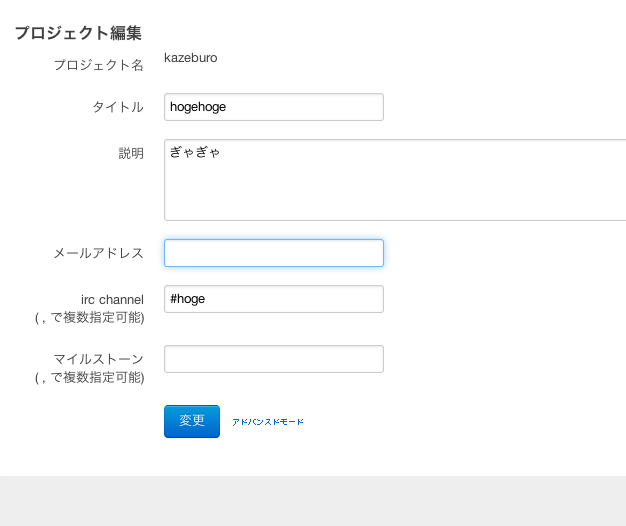 プロジェクト編集
プロジェクト名 kazeburo
タイトル hogehoge
説明 ぎゃぎゃ
メールアドレス
irc channel #hoge
( , で複数指定可能)
マイルストーン
( , で複数指定可能)
変更 アドバンスドモード